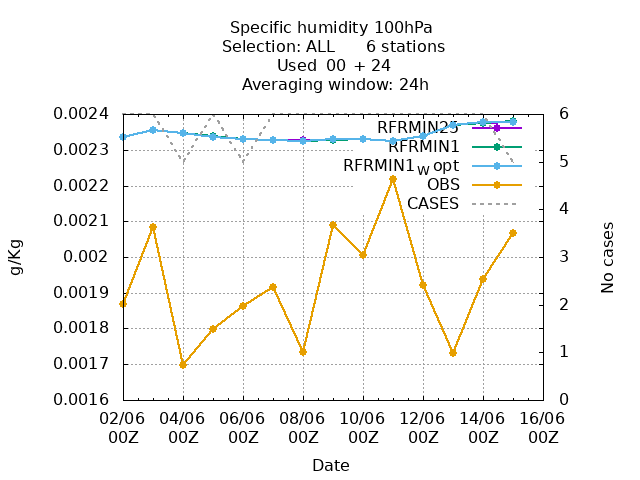 Specific humidity 100hPa
Selection: ALL 6 stations
Used 00 + 24
Averaging window: 24h
g/Kg
0.0024
0.0023
0.0022
0.0021
0.002
0.0019
0.0018
0.0017
0.0016
RFRMIN25
RFRMIN1
RFRMIN1W opt
OBS
CASES
6
5
4
3
2
1
0
No cases
02/06 04/06 06/06 08/06 10/06 12/06 14/06 16/06
00Z 00Z 00Z 00Z 00Z 00Z 00Z 00Z
Date